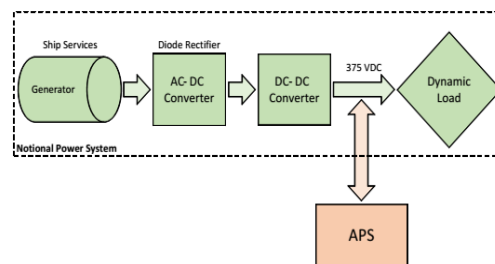 Ship Services
Diode Rectifier
Generator
AC- DC
Converter
DC- DC
Converter
375 VDC
Dynamic
Load
Notional Power System
APS